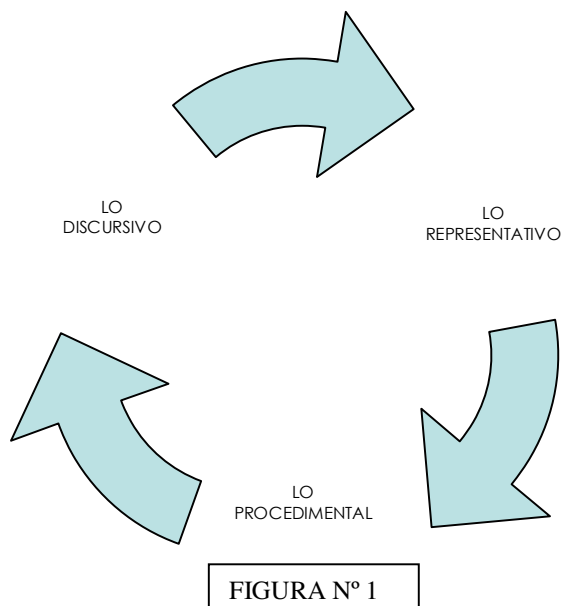 LO
DISCURSIVO
LO
REPRESENTATIVO
LO
PROCEDIMENTAL
FIGURA Nº 1